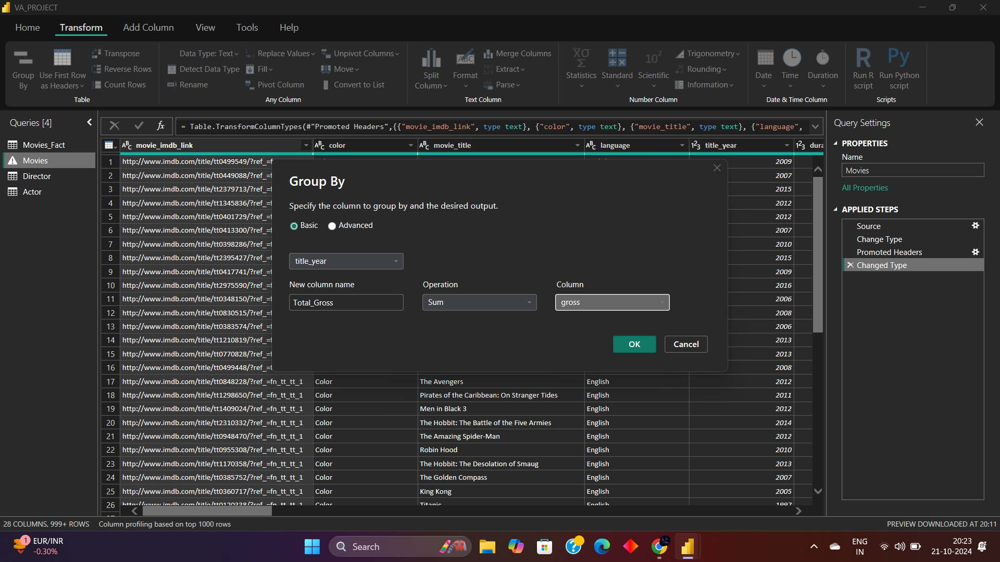 VA_PROJECT
Home Transform Add Column View Tools Help
Group By
Use First Row as Headers
Transpose
Reverse Rows
Count Rows
Table
Data Type: Text
Detect Data Type
Rename
Replace Values
Fill
Pivot Column
Unpivot Columns
Move
Convert to List
Any Column
Split Column
ABC
Format
Merge Columns
ABC 123 Extract
abc Parse
Text Column
XΣσ
Statistics
Standard
10²
Scientific
Trigonometry
Rounding
Information
Number Column
Date
Time
Duration
Date & Time Column
R
Run R script
Py
Run Python script
Scripts
Queries [4]
Movies_Fact
Movies
Director
Actor
fx
= Table.TransformColumnTypes(#"Promoted Headers",{{"movie_imdb_link", type text}, {"color", type text}, {"movie_title", type text}, {"language",
ABC movie_imdb_link ABC color ABC movie_title ABC language 123 title_year 123 dura
1 http://www.imdb.com/title/tt0499549/?ref_=f 2009
2 http://www.imdb.com/title/tt0449088/?ref_=f 2007
3 http://www.imdb.com/title/tt2379713/?ref_=f 2015
4 http://www.imdb.com/title/tt1345836/?ref_=f 2012
5 http://www.imdb.com/title/tt0401729/?ref_=f 2012
6 http://www.imdb.com/title/tt0413300/?ref_=f 2007
7 http://www.imdb.com/title/tt0398286/?ref_=f 2010
8 http://www.imdb.com/title/tt2395427/?ref_=f 2015
9 http://www.imdb.com/title/tt0417741/?ref_=f 2009
10 http://www.imdb.com/title/tt2975590/?ref_=f 2016
11 http://www.imdb.com/title/tt0348150/?ref_=f 2006
12 http://www.imdb.com/title/tt0830515/?ref_=f 2008
13 http://www.imdb.com/title/tt0383574/?ref_=f 2006
14 http://www.imdb.com/title/tt1210819/?ref_=f 2013
15 http://www.imdb.com/title/tt0770828/?ref_=f 2013
16 http://www.imdb.com/title/tt0499448/?ref_=f 2008
17 http://www.imdb.com/title/tt0848228/?ref_=fn_tt_tt_1 Color The Avengers English 2012
18 http://www.imdb.com/title/tt1298650/?ref_=fn_tt_tt_1 Color Pirates of the Caribbean: On Stranger Tides English 2011
19 http://www.imdb.com/title/tt1409024/?ref_=fn_tt_tt_1 Color Men in Black 3 English 2012
20 http://www.imdb.com/title/tt2310332/?ref_=fn_tt_tt_1 Color The Hobbit: The Battle of the Five Armies English 2014
21 http://www.imdb.com/title/tt0948470/?ref_=fn_tt_tt_1 Color The Amazing Spider-Man English 2012
22 http://www.imdb.com/title/tt0955308/?ref_=fn_tt_tt_1 Color Robin Hood English 2010
23 http://www.imdb.com/title/tt1170358/?ref_=fn_tt_tt_1 Color The Hobbit: The Desolation of Smaug English 2013
24 http://www.imdb.com/title/tt0385752/?ref_=fn_tt_tt_1 Color The Golden Compass English 2007
25 http://www.imdb.com/title/tt0360717/?ref_=fn_tt_tt_1 Color King Kong English 2005
26 http://www.imdb.com/title/tt0120338/?ref_=fn_tt_tt_1 Color Titanic English 1997
Group By
Specify the column to group by and the desired output.
Basic Advanced
title_year
New column name Operation Column
Total_Gross Sum gross
OK Cancel
Query Settings
PROPERTIES
Name
Movies
All Properties
APPLIED STEPS
Source
Change Type
Promoted Headers
Changed Type
28 COLUMNS, 999+ ROWS Column profiling based on top 1000 rows PREVIEW DOWNLOADED AT 20:11
1
EUR/INR
-0.30%
Search
ENG
IN
20:23
21-10-2024